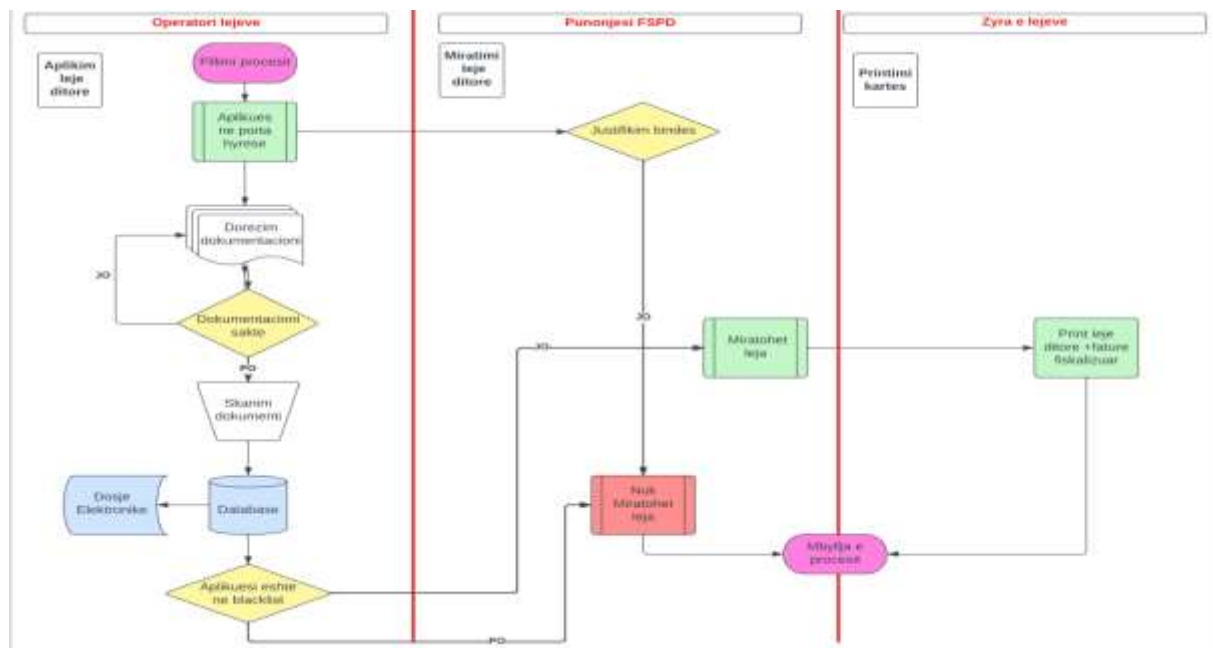 Operatori lejeve
Punonjesi FSPD
Zyra e lejeve
Aplikim
leje
ditore
Miratimi
leje
ditore
Printimi
kartes
Fillimi procesit
Aplikues
ne porta
hyrese
Justifikim bindes
Dorezim
dokumentacioni
JO
Dokumentacioni
sakte
PO
JO
JO
Miratohet
leja
Print leje
ditore +fature
fiskalizuar
Skanim
dokumenti
Dosje
Elektronike
Database
Nuk
Miratohet
leja
Mbyllja e
procesit
Aplikuesi eshte
ne blacklist
PO